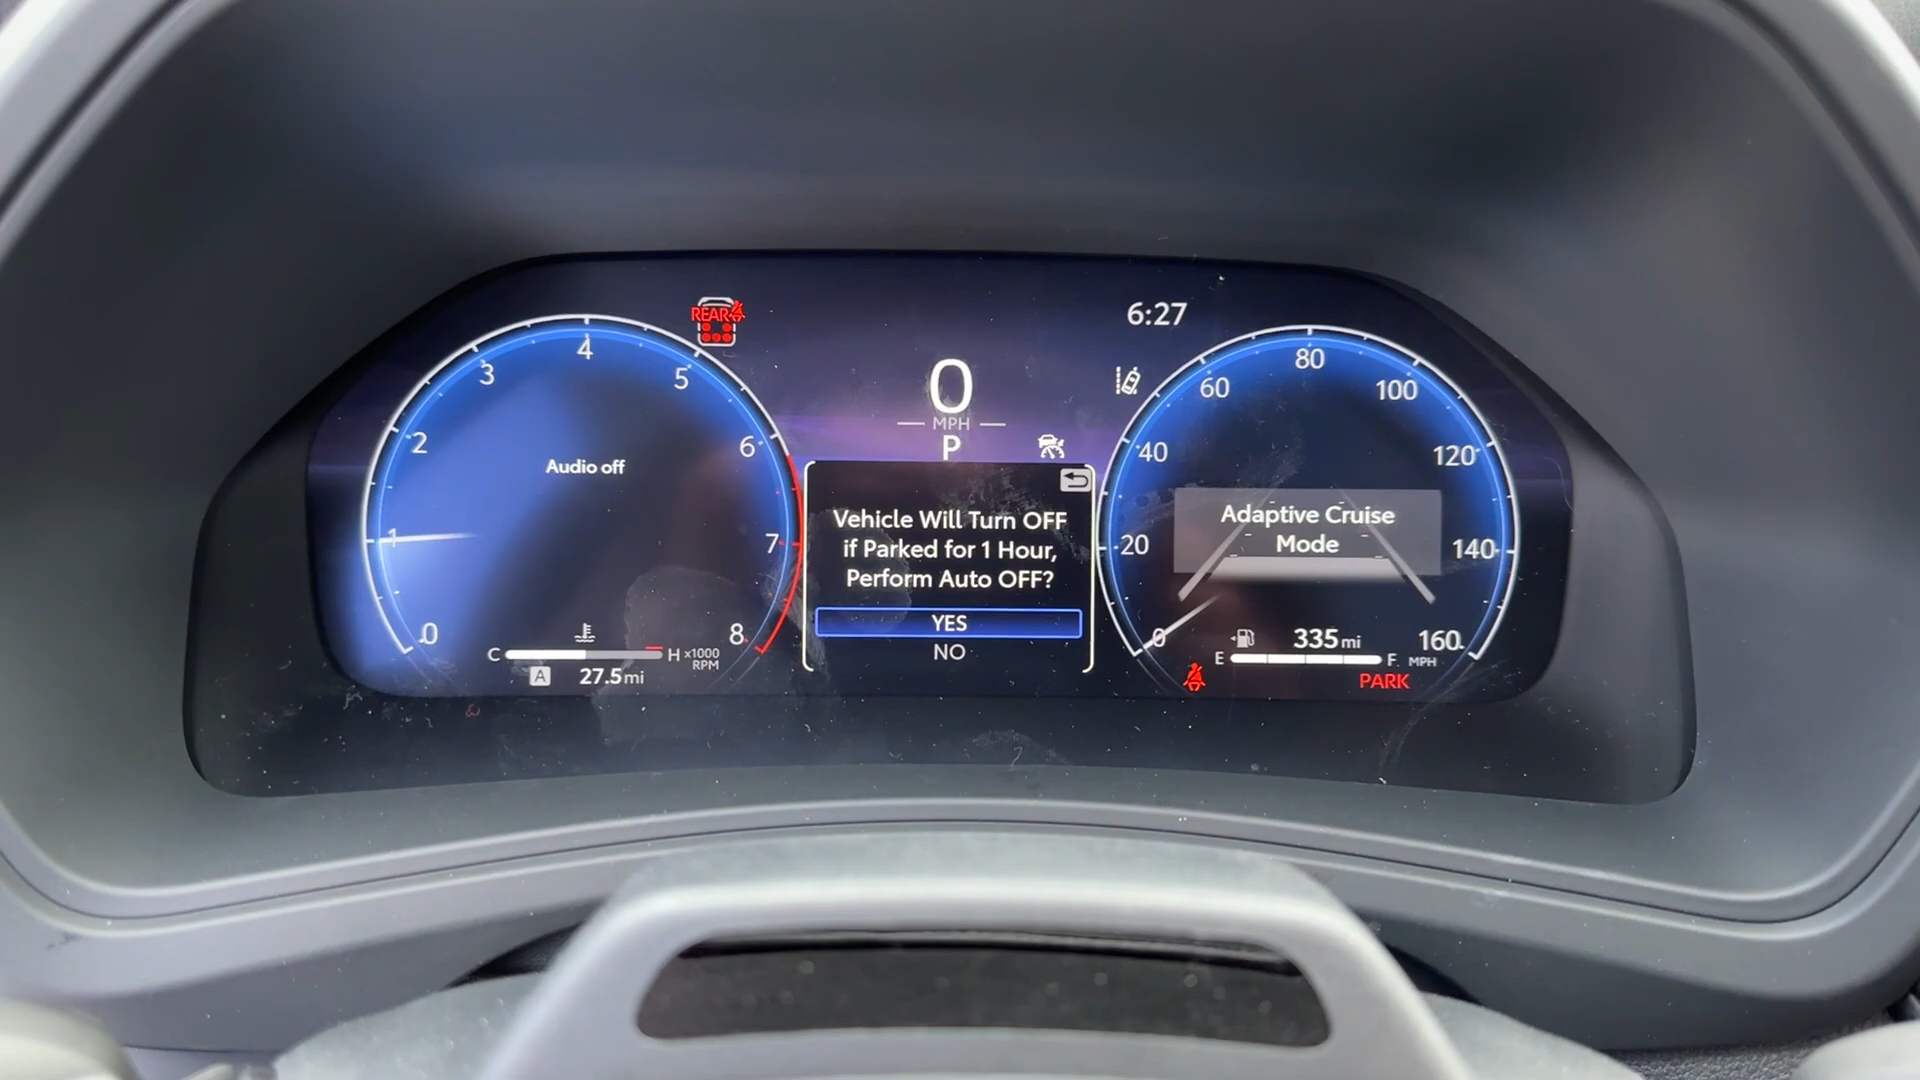 REAR
6:27
0
MPH
P
0
1
2
3
4
5
6
7
8
Audio off
C
H
x1000
RPM
A
27.5 mi
Vehicle Will Turn OFF
if Parked for 1 Hour,
Perform Auto OFF?
YES
NO
0
20
40
60
80
100
120
140
160
MPH
Adaptive Cruise
Mode
335 mi
E
F
PARK